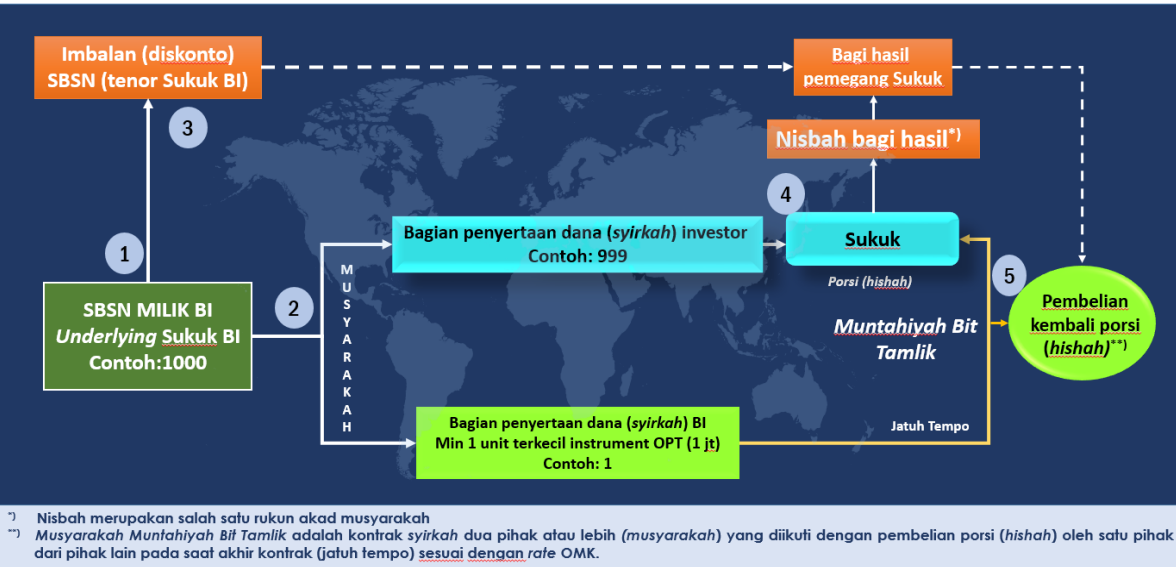 Imbalan (diskonto)
SBSN (tenor Sukuk BI)
3
Bagi hasil
pemegang Sukuk
Nisbah bagi hasil*)
4
1
Bagian penyertaan dana (syirkah) investor
Contoh: 999
Sukuk
Porsi (hishah)
SBSN MILIK BI
Underlying Sukuk BI
Contoh:1000
2
MUSYARAKAH
5
Pembelian
kembali porsi
(hishah)**)
Muntahiyah Bit
Tamlik
Bagian penyertaan dana (syirkah) BI
Min 1 unit terkecil instrument OPT (1 jt)
Contoh: 1
Jatuh Tempo
*) Nisbah merupakan salah satu rukun akad musyarakah
**) Musyarakah Muntahiyah Bit Tamlik adalah kontrak syirkah dua pihak atau lebih (musyarakah) yang diikuti dengan pembelian porsi (hishah) oleh satu pihak
dari pihak lain pada saat akhir kontrak (jatuh tempo) sesuai dengan rate OMK.